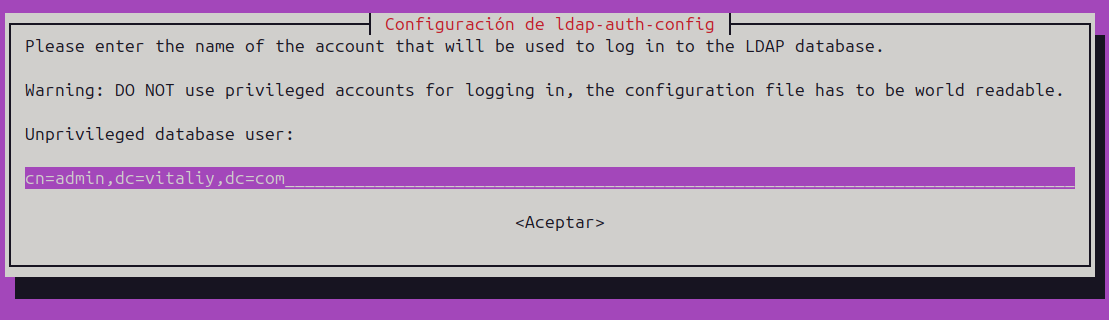 Configuración de ldap-auth-config
Please enter the name of the account that will be used to log in to the LDAP database.
Warning: DO NOT use privileged accounts for logging in, the configuration file has to be world readable.
Unprivileged database user:
cn=admin,dc=vitaliy,dc=com_______________________________________________________________________________
<Aceptar>